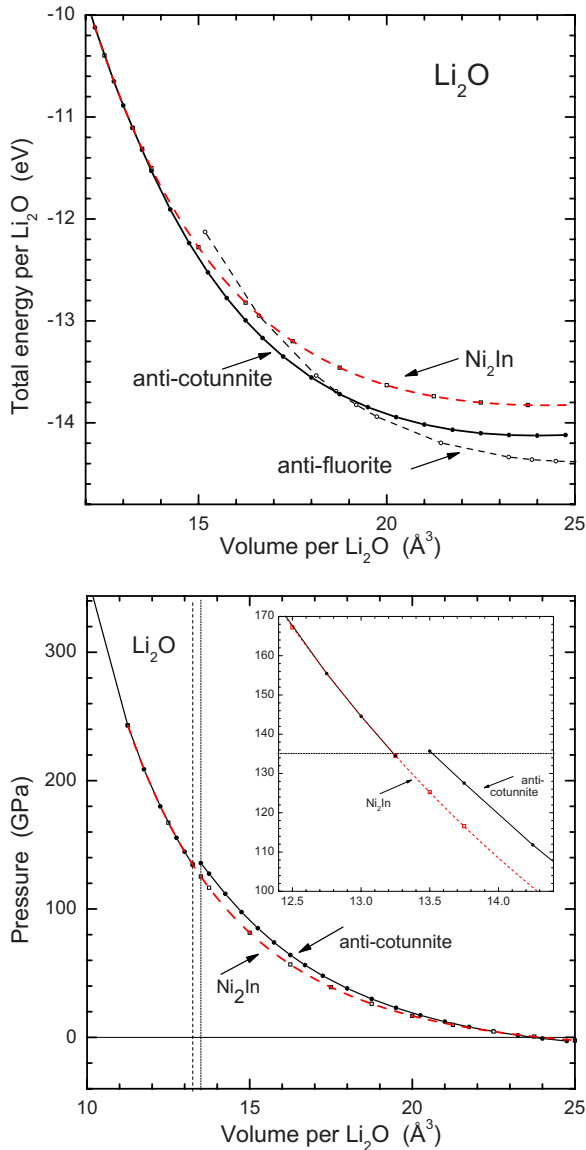 Li₂O
-10
-11
-12
-13
-14
Total energy per Li₂O (eV)
anti-cotunnite
Ni₂In
anti-fluorite
15 20 25
Volume per Li₂O (Å³)
Li₂O
300
200
100
0
Pressure (GPa)
170
160
150
140
130
120
110
100
Ni₂In
anti-
cotunnite
12.5 13.0 13.5 14.0
anti-cotunnite
Ni₂In
10 15 20 25
Volume per Li₂O (Å³)